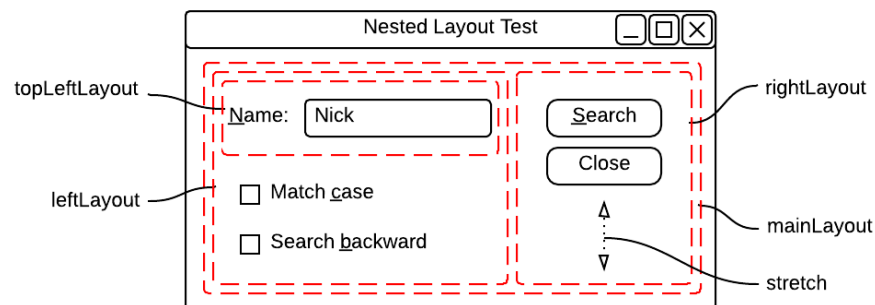 Nested Layout Test
topLeftLayout
rightLayout
Name:
Nick
Search
Close
Match case
leftLayout
mainLayout
Search backward
stretch